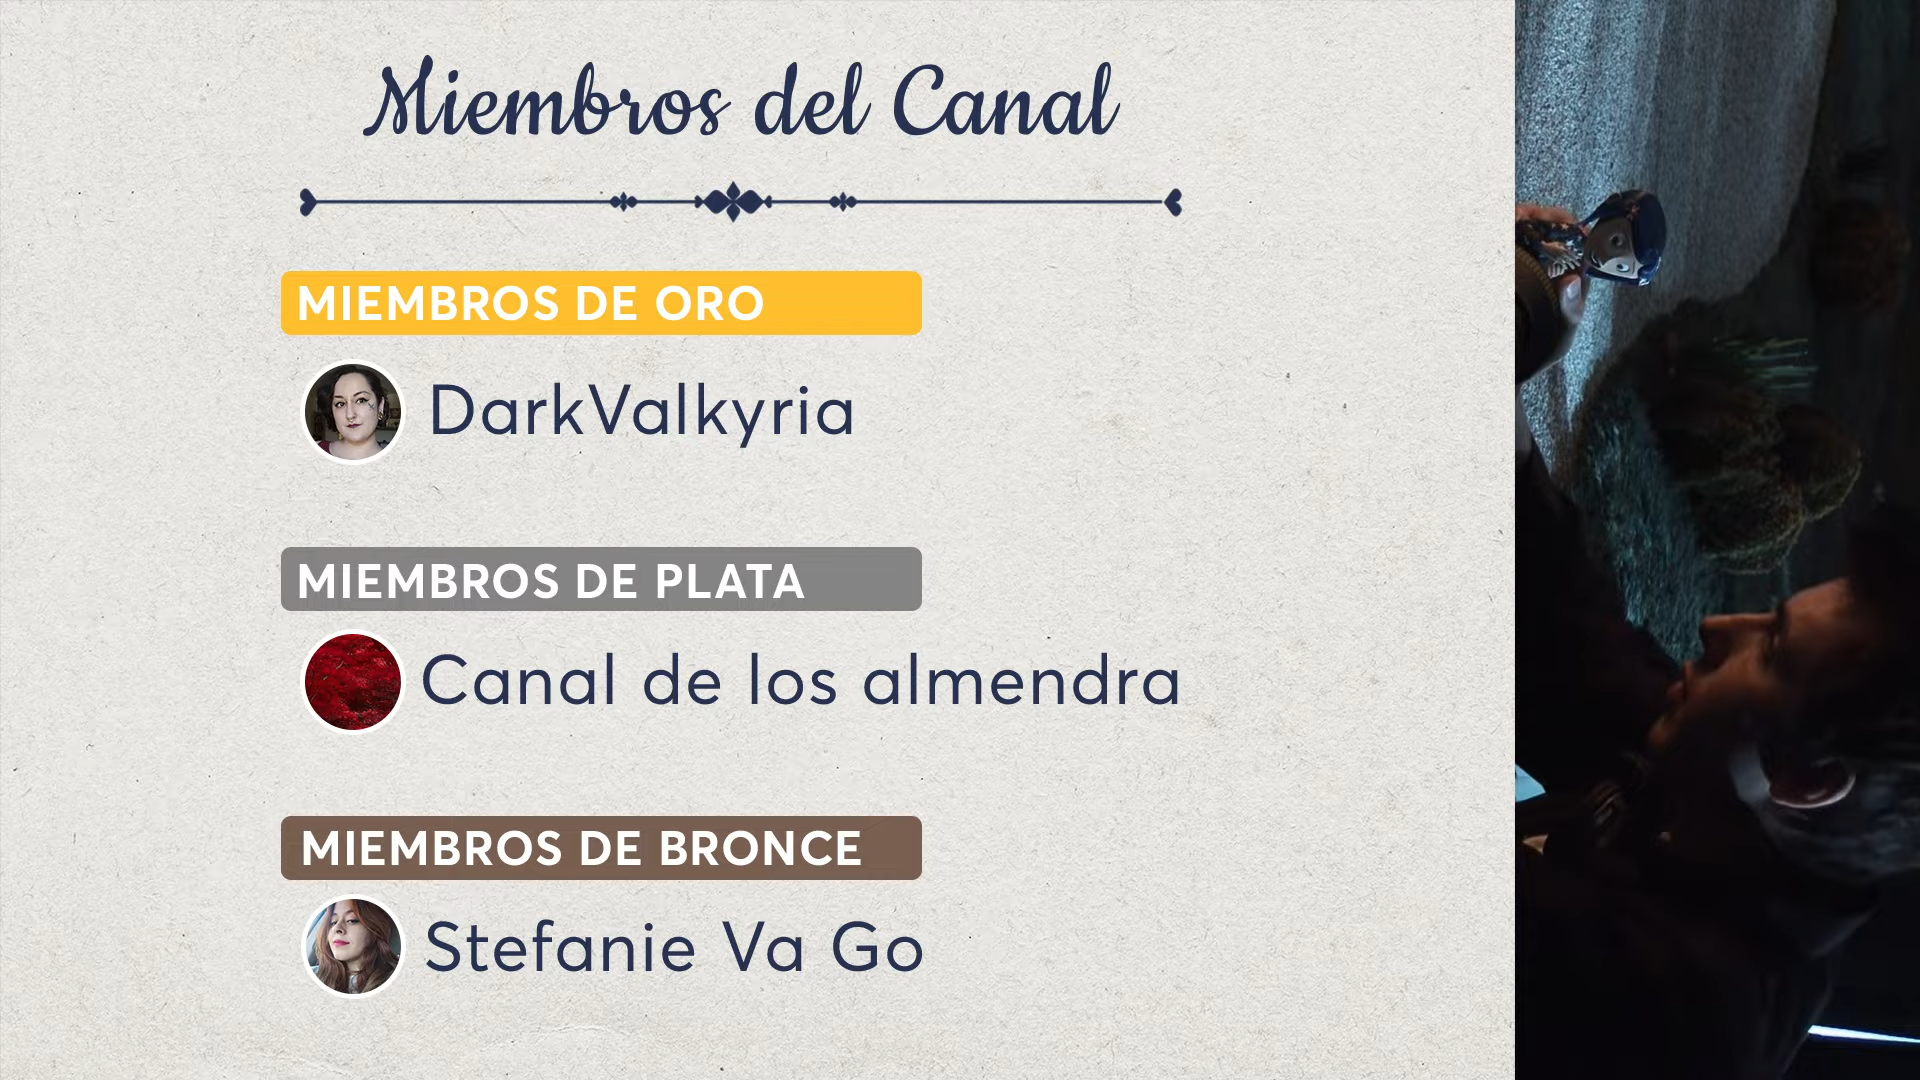 Miembros del Canal
MIEMBROS DE ORO
DarkValkyria
MIEMBROS DE PLATA
Canal de los almendra
MIEMBROS DE BRONCE
Stefanie Va Go